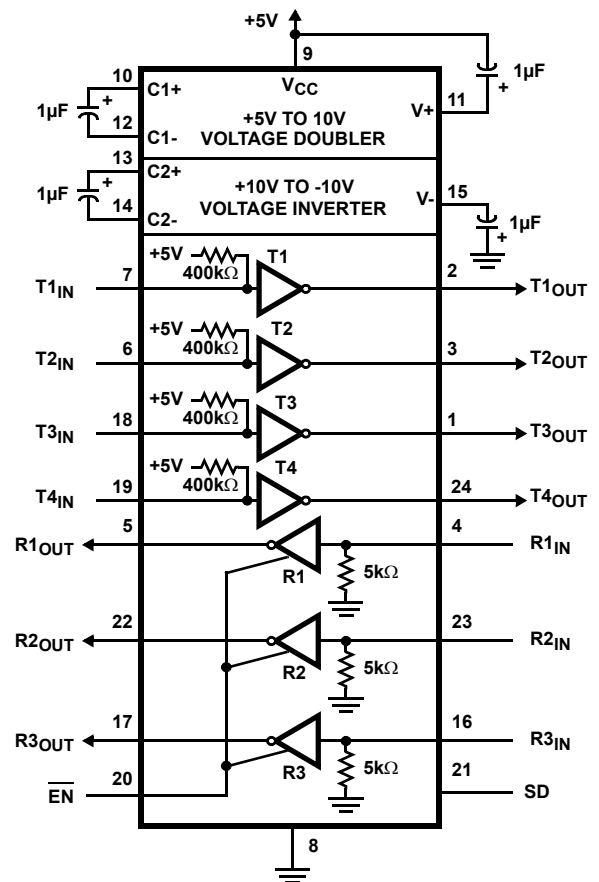 +5V
9
10
C1+
VCC
1µF
+
1µF
+
11
V+
+5V TO 10V
VOLTAGE DOUBLER
12
C1-
13
C2+
1µF
+
+10V TO -10V
VOLTAGE INVERTER
15
V-
14
C2-
1µF
+
+5V
400kΩ
T1
T1IN
7
2
T1OUT
+5V
400kΩ
T2
T2IN
6
3
T2OUT
+5V
400kΩ
T3
T3IN
18
1
T3OUT
+5V
400kΩ
T4
T4IN
19
24
T4OUT
R1OUT
5
4
R1IN
R1
5kΩ
R2OUT
22
23
R2IN
R2
5kΩ
R3OUT
17
16
R3IN
R3
5kΩ
EN
20
21
SD
8